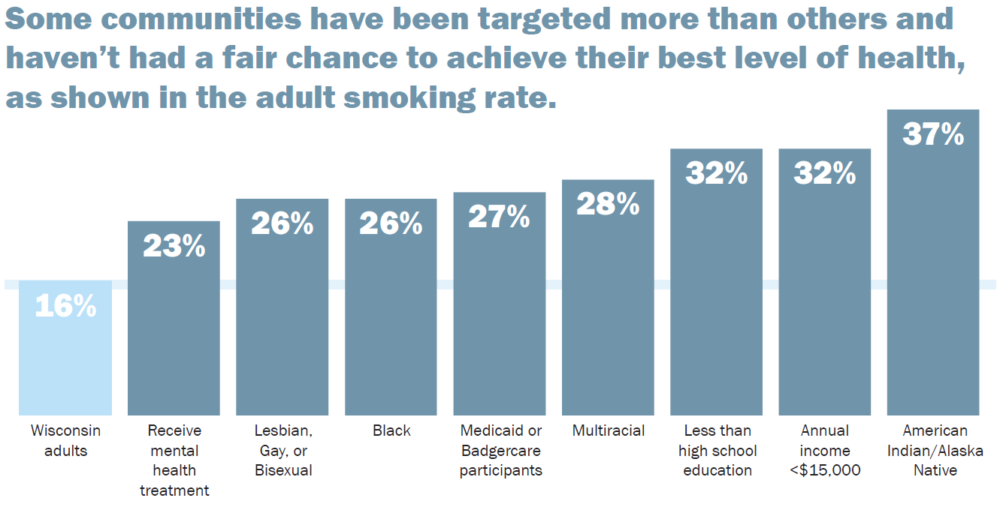 Some communities have been targeted more than others and
haven’t had a fair chance to achieve their best level of health,
as shown in the adult smoking rate.
16%
23%
26%
26%
27%
28%
32%
32%
37%
Wisconsin
adults
Receive
mental
health
treatment
Lesbian,
Gay, or
Bisexual
Black
Medicaid or
Badgercare
participants
Multiracial
Less than
high school
education
Annual
income
<$15,000
American
Indian/Alaska
Native